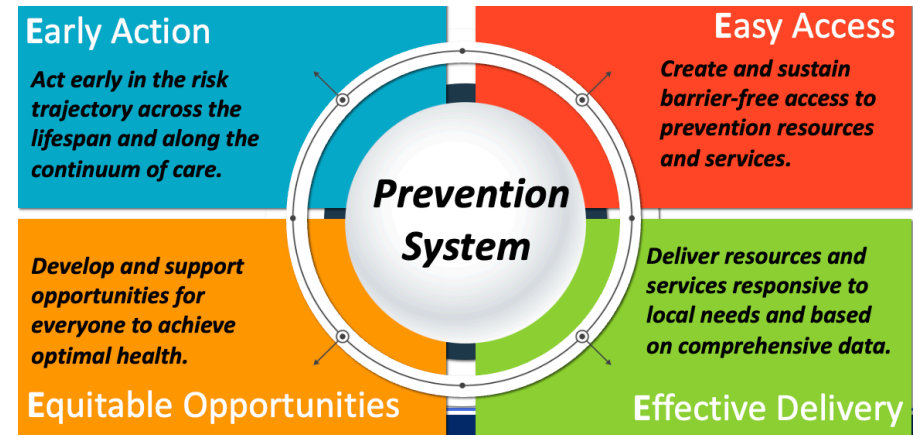 Early Action
Act early in the risk
trajectory across the
lifespan and along the
continuum of care.
Easy Access
Create and sustain
barrier-free access to
prevention resources
and services.
Prevention
System
Develop and support
opportunities for
everyone to achieve
optimal health.
Equitable Opportunities
Deliver resources and
services responsive to
local needs and based
on comprehensive data.
Effective Delivery